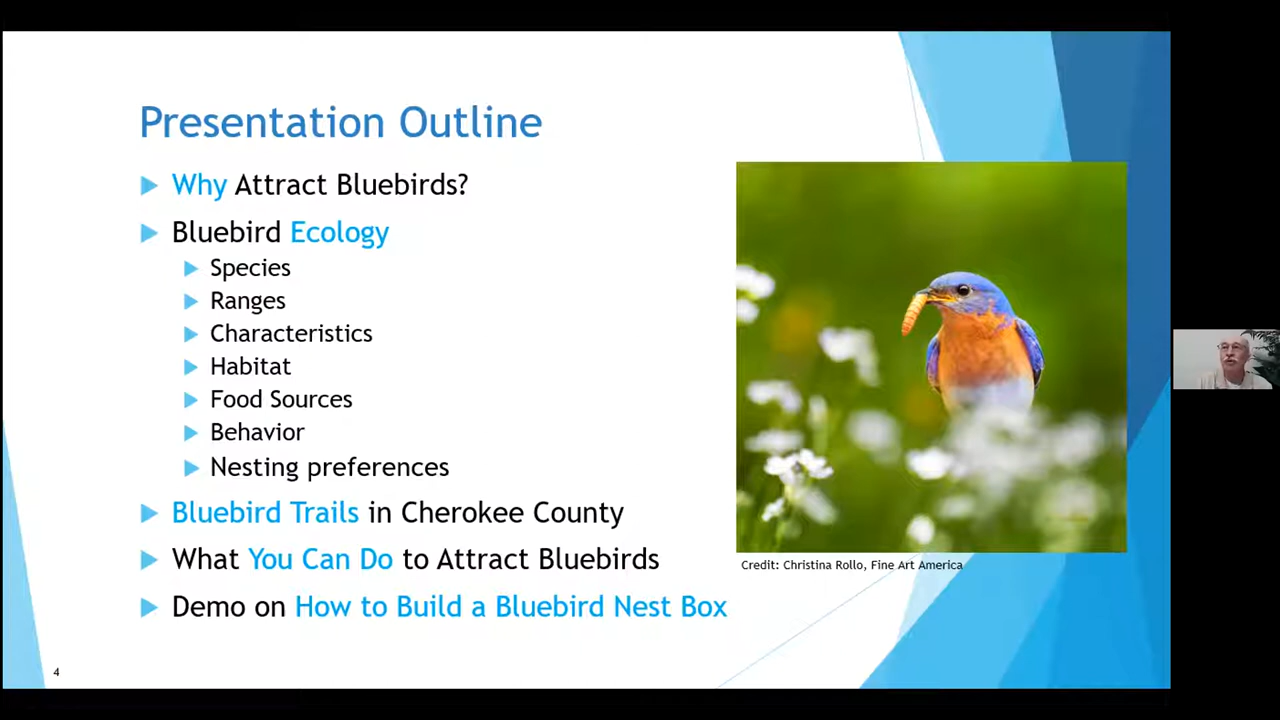 Presentation Outline
Why Attract Bluebirds?
Bluebird Ecology
Species
Ranges
Characteristics
Habitat
Food Sources
Behavior
Nesting preferences
Bluebird Trails in Cherokee County
What You Can Do to Attract Bluebirds
Demo on How to Build a Bluebird Nest Box
Credit: Christina Rollo, Fine Art America
4